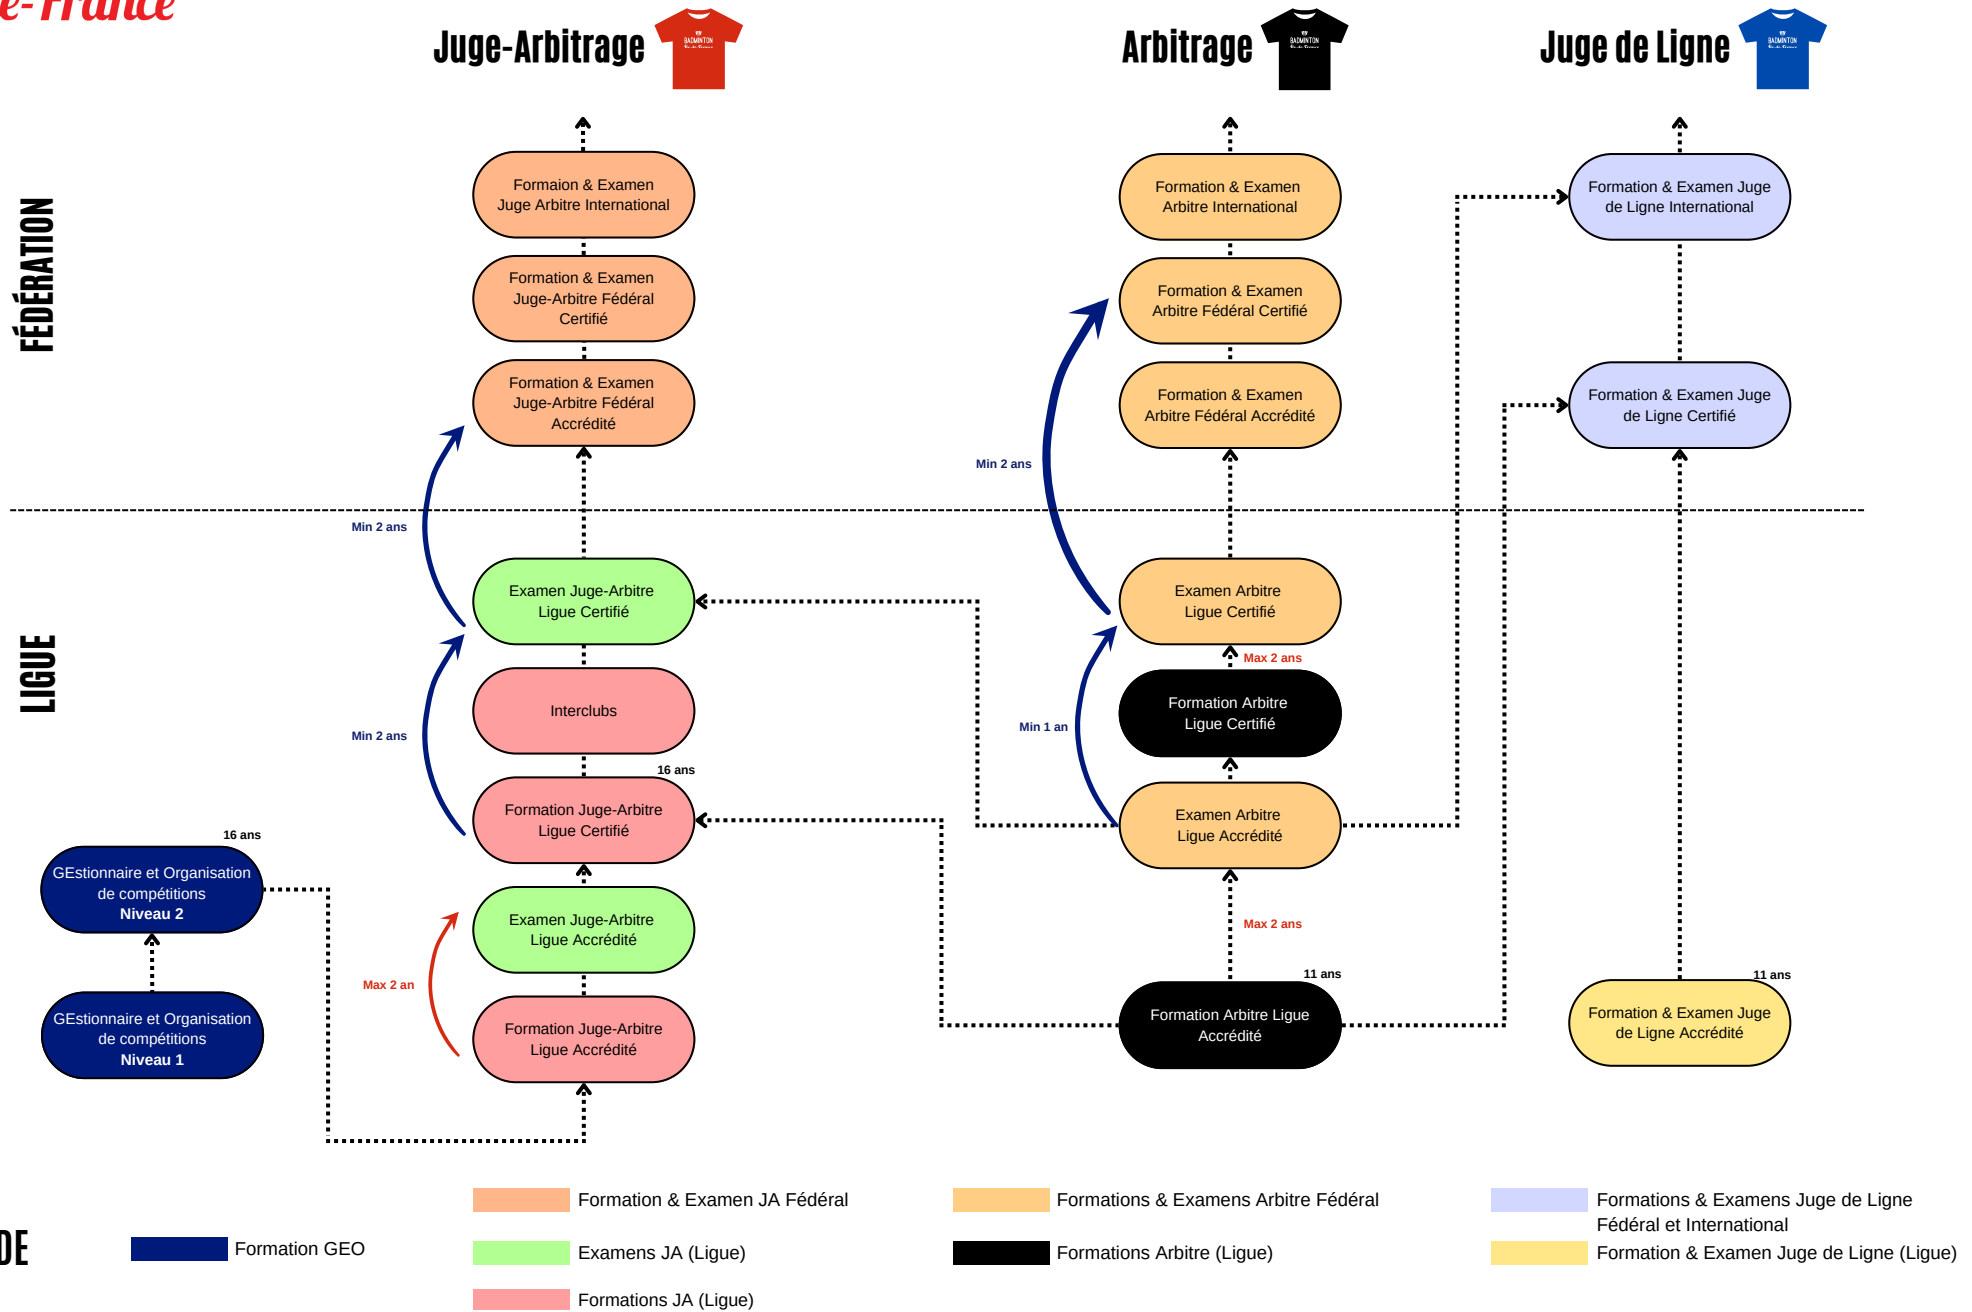 e-France
Juge-Arbitrage
BADMINTON
Arbitrage
BADMINTON
Juge de Ligne
BADMINTON
FÉDÉRATION
Formaion & Examen
Juge Arbitre International
Formation & Examen
Arbitre International
Formation & Examen Juge
de Ligne International
Formation & Examen
Juge-Arbitre Fédéral
Certifié
Formation & Examen
Arbitre Fédéral Certifié
Formation & Examen
Juge-Arbitre Fédéral
Accrédité
Formation & Examen
Arbitre Fédéral Accrédité
Formation & Examen Juge
de Ligne Certifié
Min 2 ans
Min 2 ans
LIGUE
Examen Juge-Arbitre
Ligue Certifié
Examen Arbitre
Ligue Certifié
Max 2 ans
Interclubs
Formation Arbitre
Ligue Certifié
Min 2 ans
Min 1 an
16 ans
Formation Juge-Arbitre
Ligue Certifié
Examen Arbitre
Ligue Accrédité
16 ans
GEstionnaire et Organisation
de compétitions
Niveau 2
Examen Juge-Arbitre
Ligue Accrédité
Max 2 ans
Max 2 an
11 ans
11 ans
GEstionnaire et Organisation
de compétitions
Niveau 1
Formation Juge-Arbitre
Ligue Accrédité
Formation Arbitre Ligue
Accrédité
Formation & Examen Juge
de Ligne Accrédité
DE
Formation GEO
Formation & Examen JA Fédéral
Examens JA (Ligue)
Formations JA (Ligue)
Formations & Examens Arbitre Fédéral
Formations Arbitre (Ligue)
Formations & Examens Juge de Ligne
Fédéral et International
Formation & Examen Juge de Ligne (Ligue)